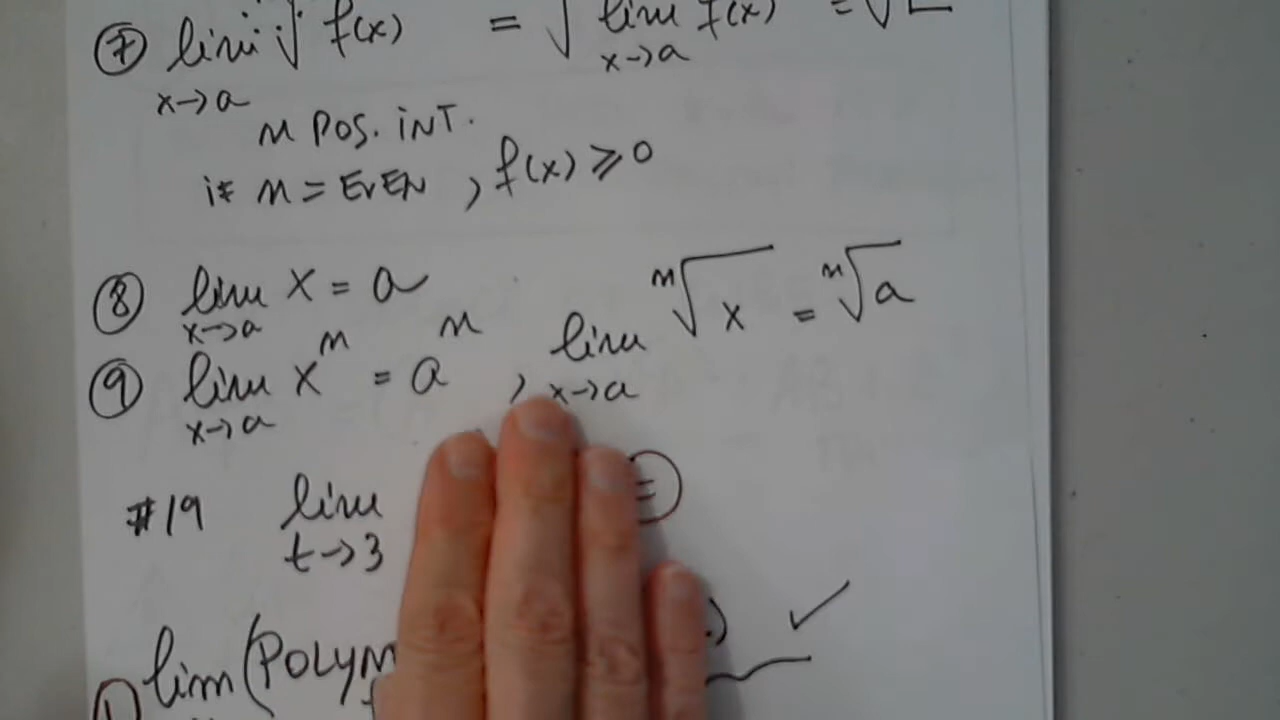 ⑦ lim ⁿ√f(x) = √lim f(x) = √L
x→a x→a
n POS. INT.
if n = EVEN, f(x) ≥ 0
⑧ lim x = a
x→a
⑨ lim xⁿ = aⁿ, lim ⁿ√x = ⁿ√a
x→a x→a
#19 lim =
t→3
lim (POLYN ) ✓